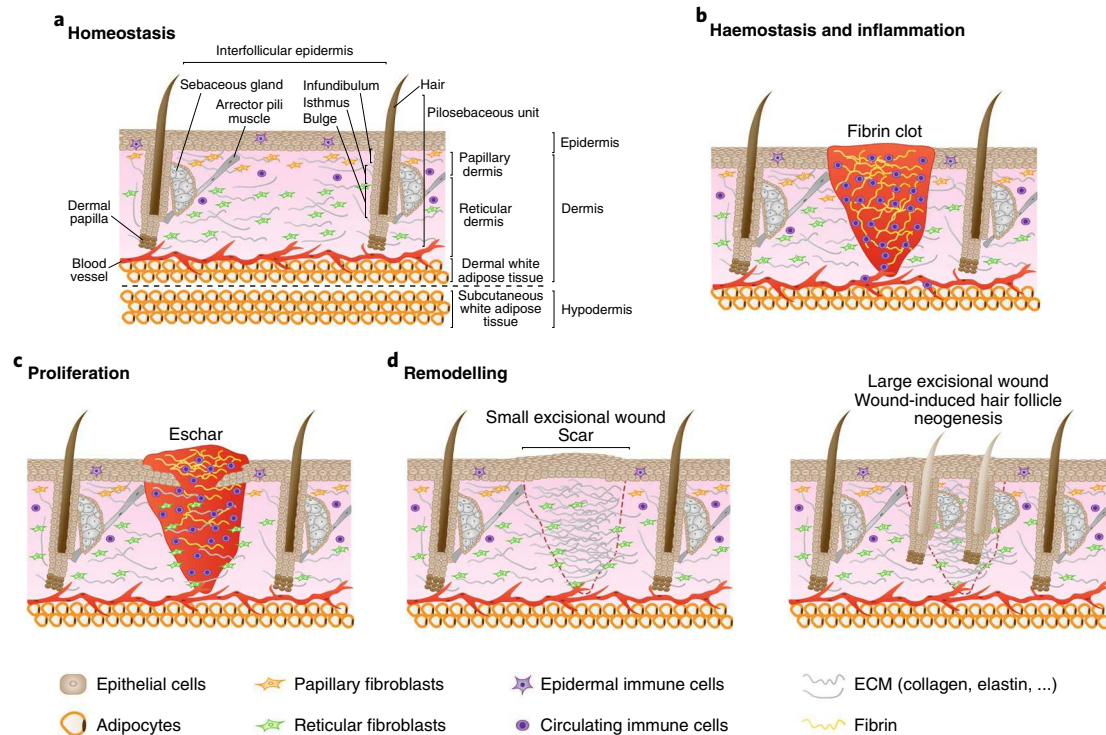 a Homeostasis
Interfollicular epidermis
Sebaceous gland
Arrector pili
muscle
Infundibulum
Isthmus
Bulge
Hair
Pilosebaceous unit
Epidermis
Papillary
dermis
Reticular
dermis
Dermis
Dermal
papilla
Blood
vessel
Dermal white
adipose tissue
Subcutaneous
white adipose
tissue
Hypodermis
b Haemostasis and inflammation
Fibrin clot
c Proliferation
Eschar
d Remodelling
Small excisional wound
Scar
Large excisional wound
Wound-induced hair follicle
neogenesis
Epithelial cells
Papillary fibroblasts
Epidermal immune cells
ECM (collagen, elastin, ...)
Adipocytes
Reticular fibroblasts
Circulating immune cells
Fibrin